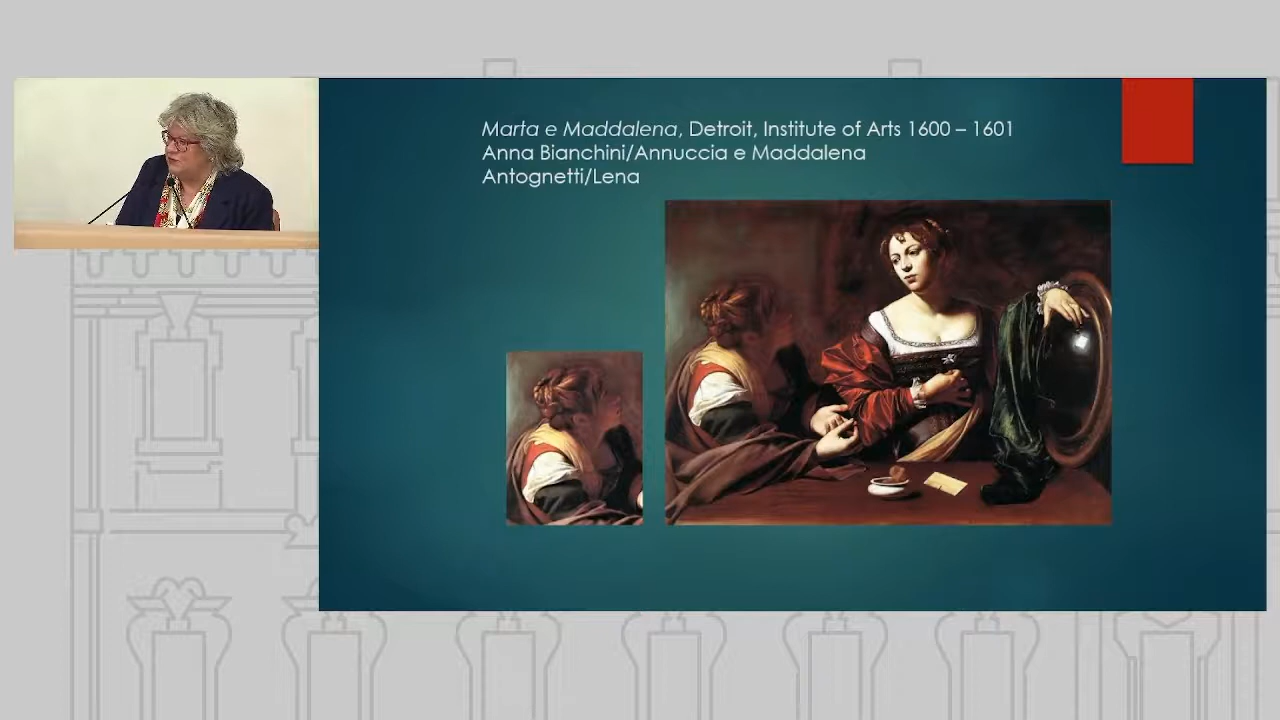 Marta e Maddalena, Detroit, Institute of Arts 1600 – 1601
Anna Bianchini/Annuccia e Maddalena
Antognetti/Lena